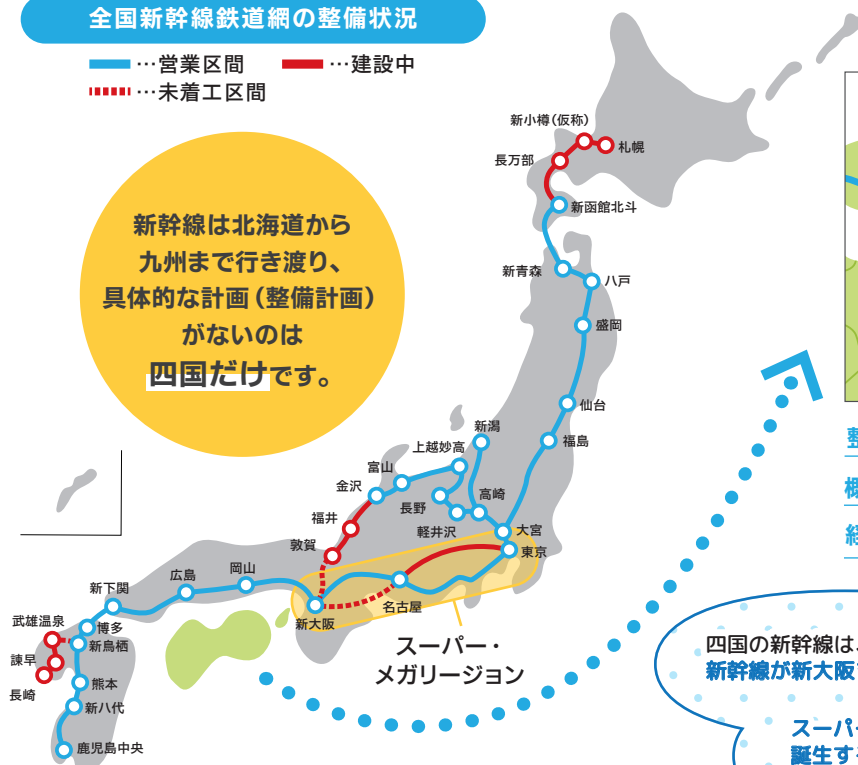 全国新幹線鉄道網の整備状況
…営業区間
…建設中
…未着工区間
新幹線は北海道から
九州まで行き渡り、
具体的な計画（整備計画）
がないのは
四国だけです。
新小樽（仮称）
札幌
長万部
新函館北斗
新青森
八戸
盛岡
仙台
福島
新潟
上越妙高
富山
金沢
長野
高崎
福井
軽井沢
大宮
敦賀
東京
岡山
広島
新下関
名古屋
新大阪
武雄温泉
博多
新鳥栖
諫早
長崎
熊本
新八代
鹿児島中央
スーパー・
メガリージョン
四国の新幹線は、
新幹線が新大阪
スーパ
誕生する